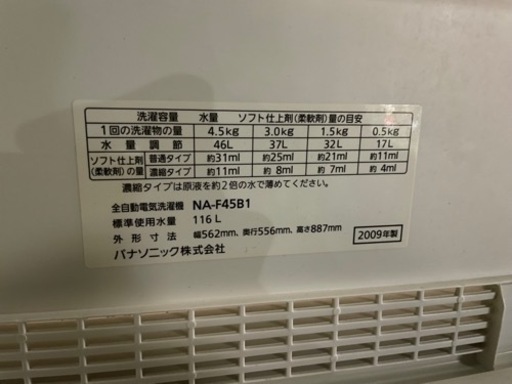 洗濯容量 水量 ソフト仕上剤(柔軟剤)量の目安
1回の洗濯物の量 4.5kg 3.0kg 1.5kg 0.5kg
水量調節 46L 37L 32L 17L
ソフト仕上剤(柔軟剤)の量 普通タイプ 約31ml 約25ml 約21ml 約11ml
濃縮タイプ 約11ml 約8ml 約7ml 約4ml
濃縮タイプは原液を約2倍の水で薄めてください。
全自動電気洗濯機 NA-F45B1
標準使用水量 116L
外形寸法 幅562mm、奥行556mm、高さ887mm
パナソニック株式会社 2009年製